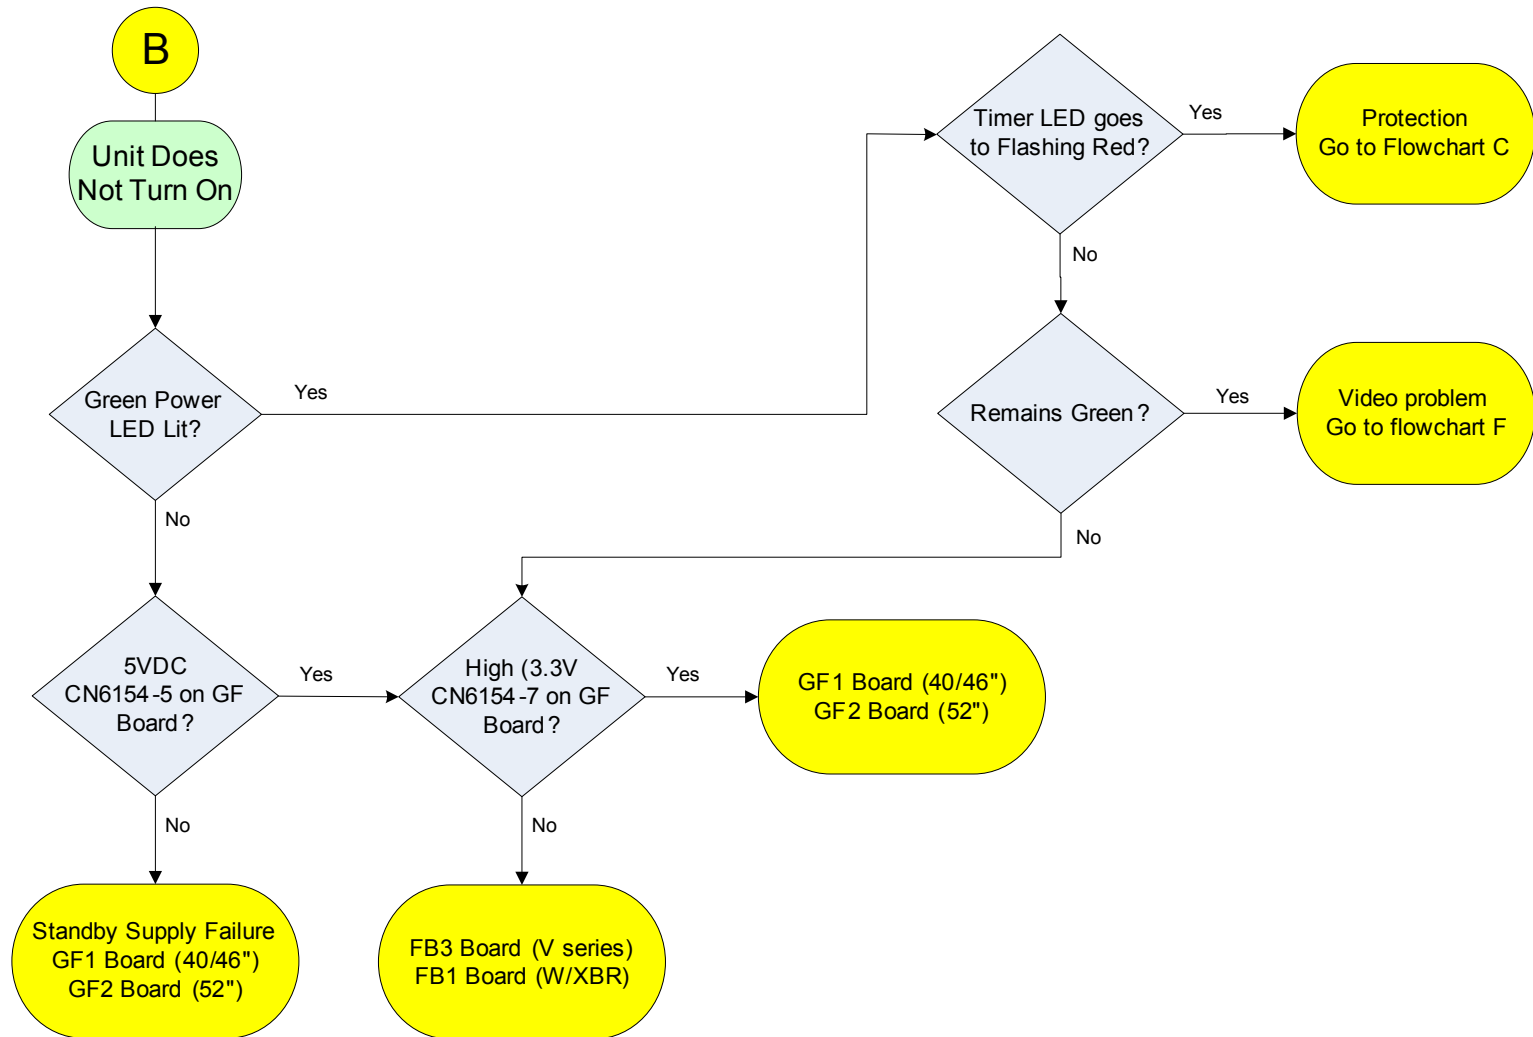 B
Unit Does
Not Turn On
Green Power
LED Lit?
Yes
No
Timer LED goes
to Flashing Red?
Yes
No
Protection
Go to Flowchart C
Remains Green?
Yes
No
Video problem
Go to flowchart F
5VDC
CN6154-5 on GF
Board?
Yes
No
High (3.3V
CN6154-7 on GF
Board?
Yes
No
GF1 Board (40/46")
GF2 Board (52")
Standby Supply Failure
GF1 Board (40/46")
GF2 Board (52")
FB3 Board (V series)
FB1 Board (W/XBR)